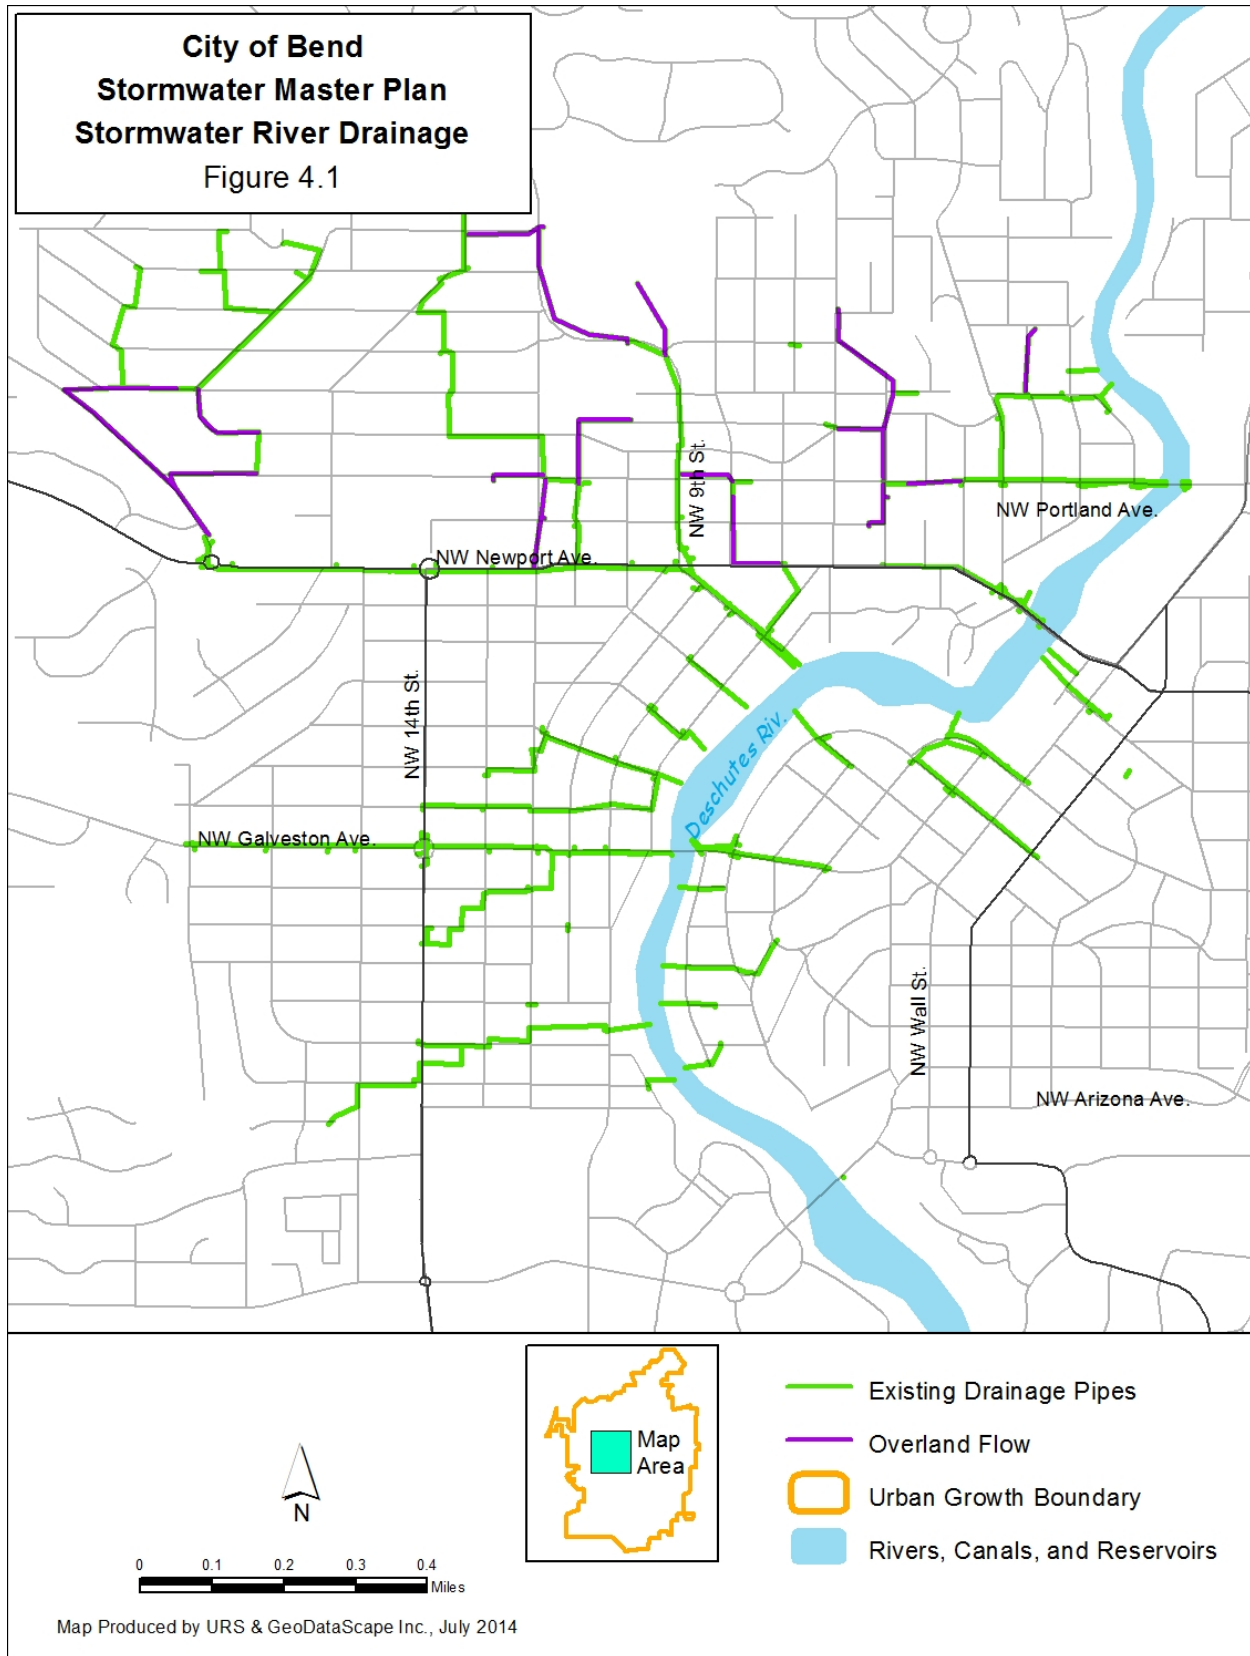 City of Bend
Stormwater Master Plan
Stormwater River Drainage
Figure 4.1
NW 9th St.
NW Portland Ave.
NW Newport Ave.
NW 14th St.
Deschutes Riv.
NW Galveston Ave.
NW Wall St.
NW Arizona Ave.
Map
Area
Existing Drainage Pipes
Overland Flow
Urban Growth Boundary
Rivers, Canals, and Reservoirs
N
0 0.1 0.2 0.3 0.4
Miles
Map Produced by URS & GeoDataScape Inc., July 2014